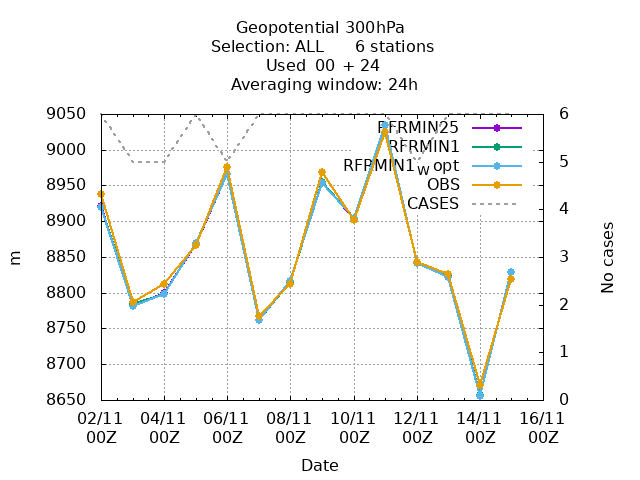 Geopotential 300hPa
Selection: ALL 6 stations
Used 00 + 24
Averaging window: 24h
9050
9000
8950
8900
8850
8800
8750
8700
8650
m
6
5
4
3
2
1
0
No cases
RFRMIN25
RFRMIN1
RFRMIN1w opt
OBS
CASES
02/11 04/11 06/11 08/11 10/11 12/11 14/11 16/11
00Z 00Z 00Z 00Z 00Z 00Z 00Z 00Z
Date